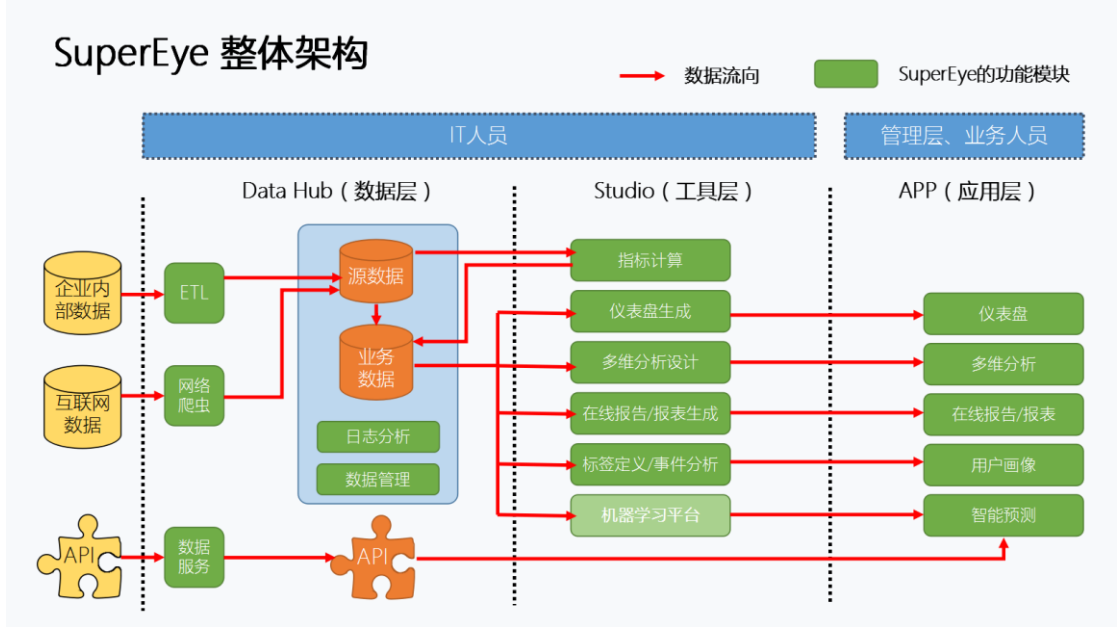 SuperEye 整体架构
数据流向
SuperEye的功能模块
IT人员
管理层、业务人员
Data Hub（数据层）
Studio（工具层）
APP（应用层）
企业内
部数据
ETL
源数据
指标计算
仪表盘生成
仪表盘
业务
数据
多维分析设计
多维分析
互联网
数据
网络
爬虫
在线报告/报表生成
在线报告/报表
日志分析
标签定义/事件分析
用户画像
数据管理
机器学习平台
智能预测
API
数据
服务
API